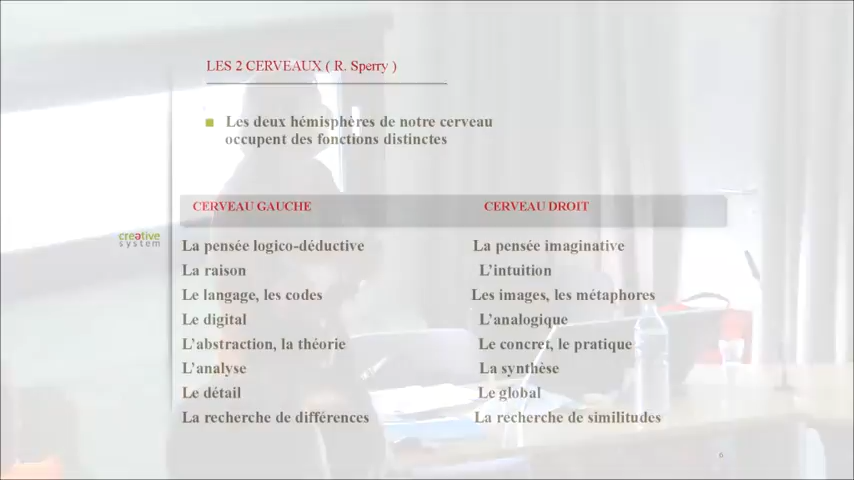 LES 2 CERVEAUX ( R. Sperry )
Les deux hémisphères de notre cerveau
occupent des fonctions distinctes
CERVEAU GAUCHE CERVEAU DROIT
creative
system
La pensée logico-déductive La pensée imaginative
La raison L’intuition
Le langage, les codes Les images, les métaphores
Le digital L’analogique
L’abstraction, la théorie Le concret, le pratique
L’analyse La synthèse
Le détail Le global
La recherche de différences La recherche de similitudes
6